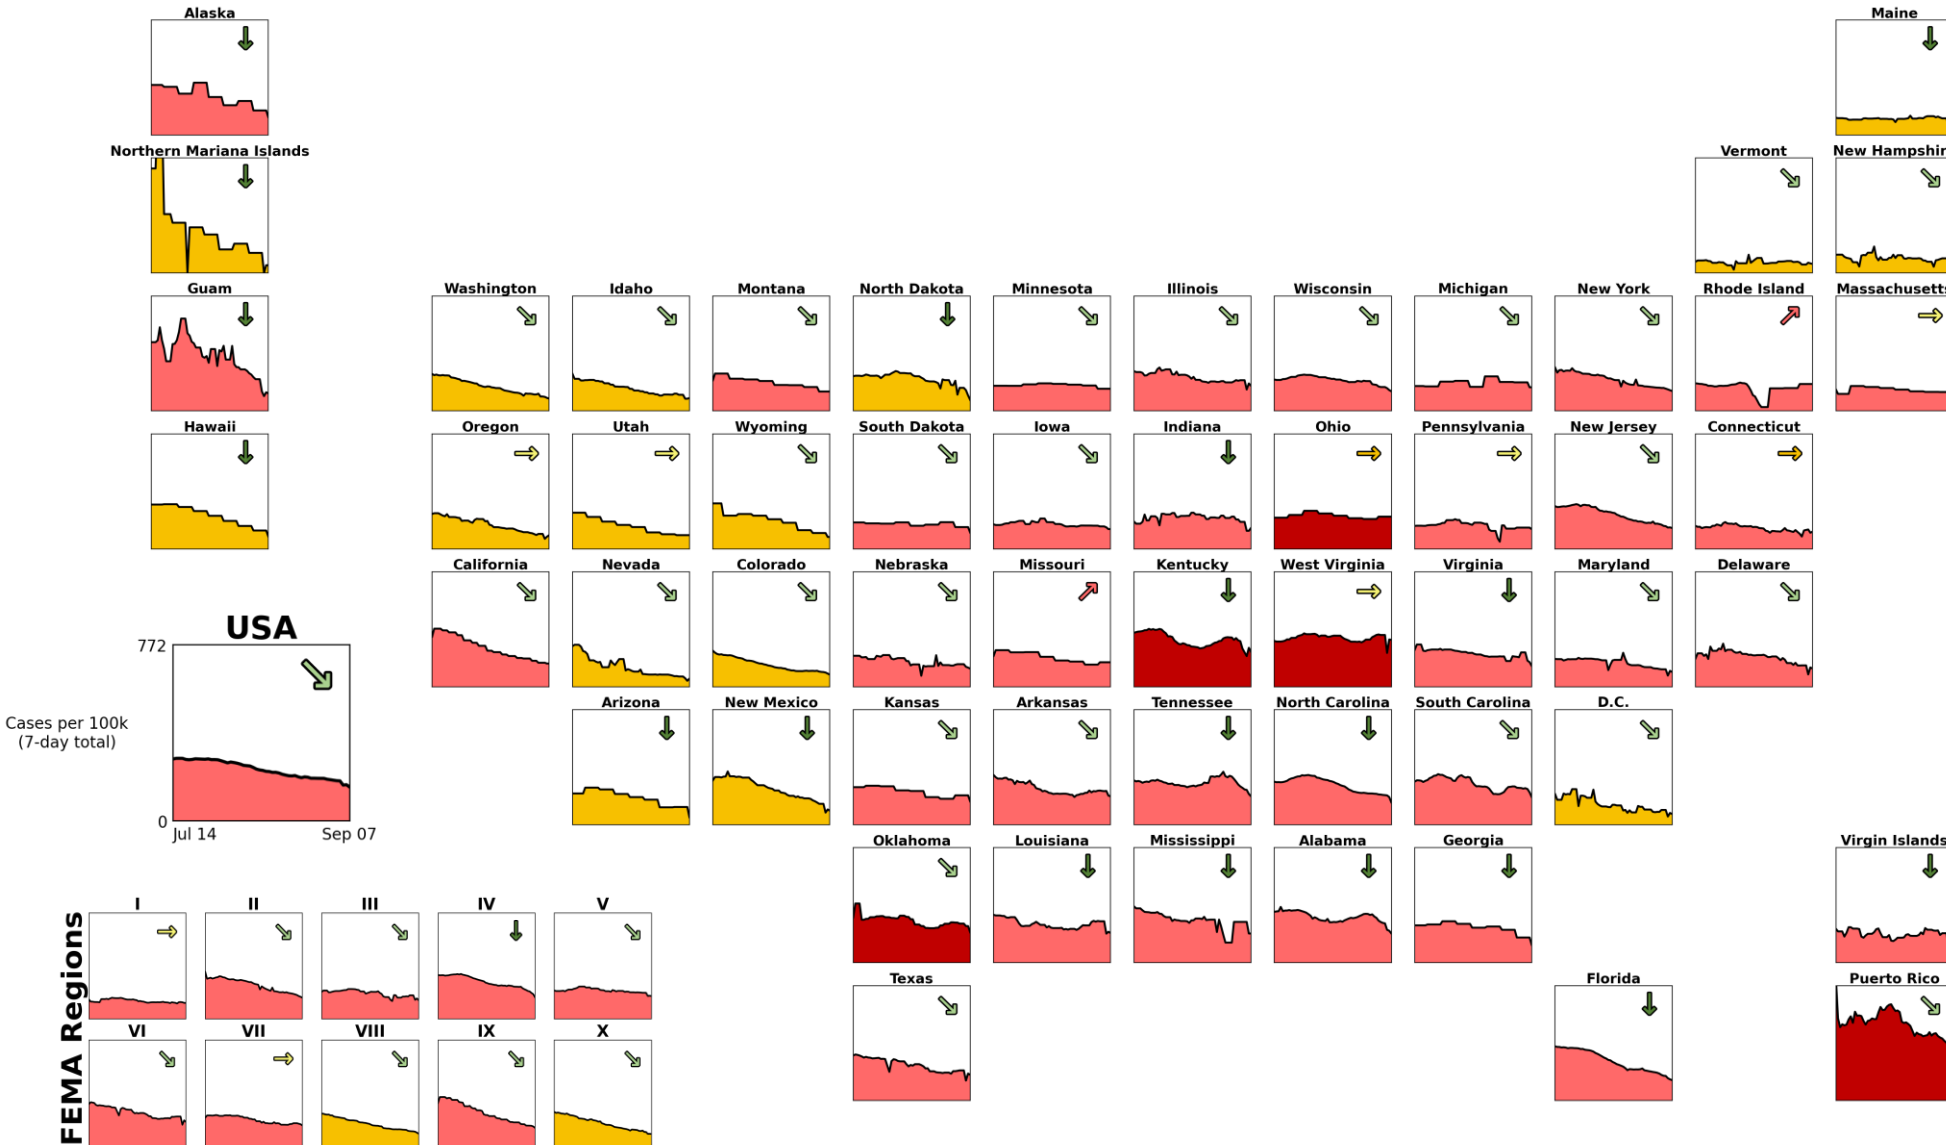 Alaska
Maine
Northern Mariana Islands
Vermont
New Hampshir
Guam
Washington
Idaho
Montana
North Dakota
Minnesota
Illinois
Wisconsin
Michigan
New York
Rhode Island
Massachusetts
Hawaii
Oregon
Utah
Wyoming
South Dakota
Iowa
Indiana
Ohio
Pennsylvania
New Jersey
Connecticut
California
Nevada
Colorado
Nebraska
Missouri
Kentucky
West Virginia
Virginia
Maryland
Delaware
USA
772
Cases per 100k
(7-day total)
0
Jul 14
Sep 07
Arizona
New Mexico
Kansas
Arkansas
Tennessee
North Carolina
South Carolina
D.C.
Oklahoma
Louisiana
Mississippi
Alabama
Georgia
Virgin Islands
Texas
Florida
Puerto Rico
FEMA Regions
I
II
III
IV
V
VI
VII
VIII
IX
X